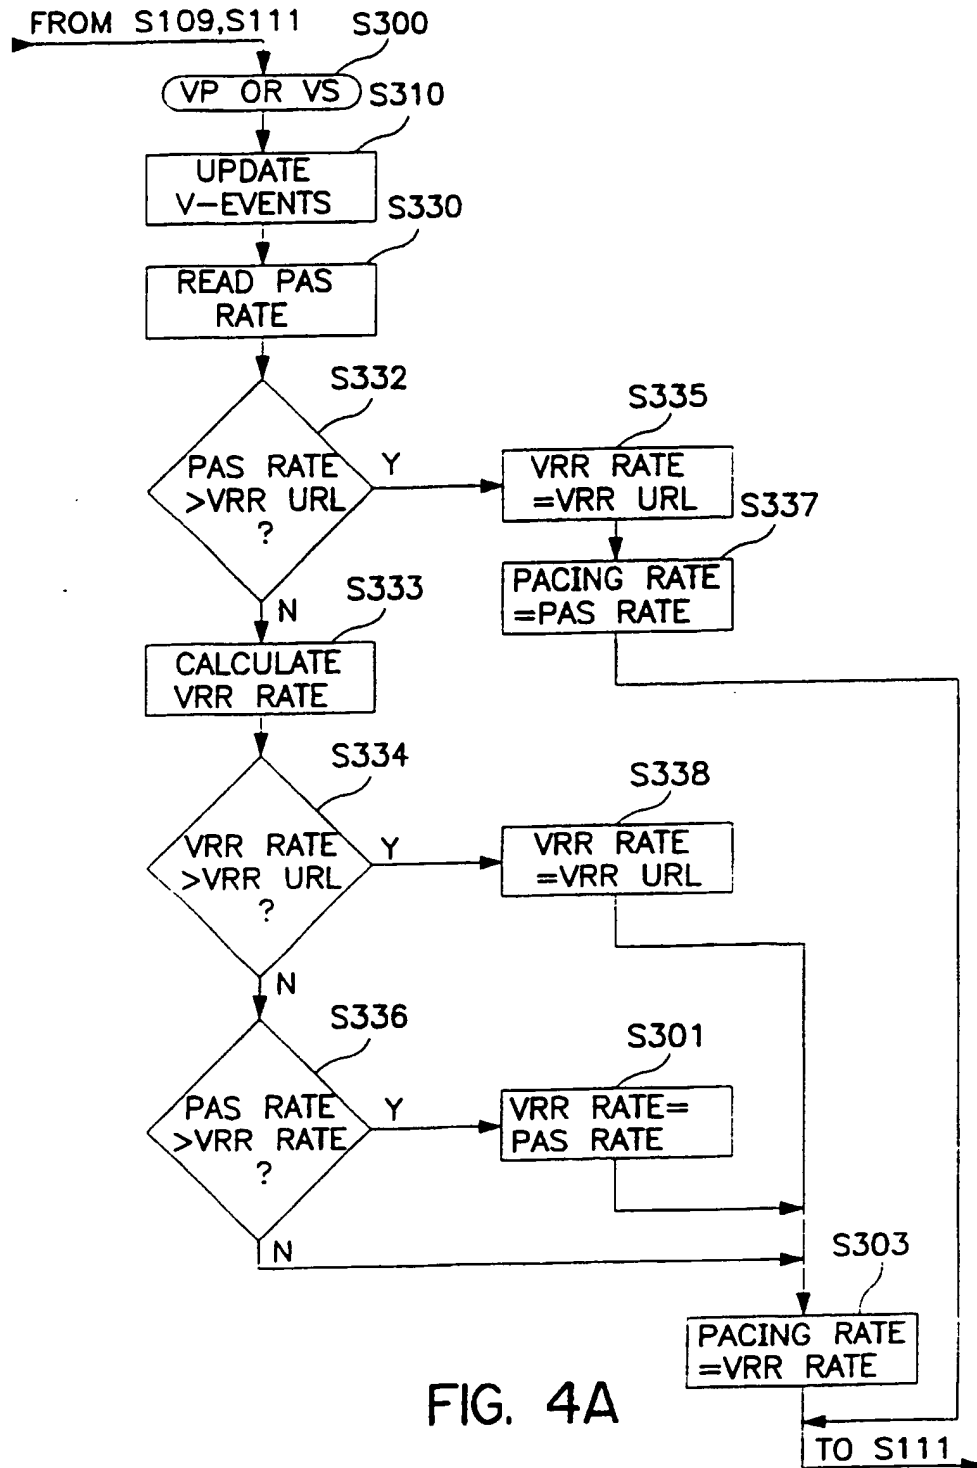 FROM S109,S111
S300
VP OR VS
S310
UPDATE
V-EVENTS
S330
READ PAS
RATE
S332
PAS RATE
>VRR URL
?
Y
N
S335
VRR RATE
=VRR URL
S337
PACING RATE
=PAS RATE
S333
CALCULATE
VRR RATE
S334
VRR RATE
>VRR URL
?
Y
N
S338
VRR RATE
=VRR URL
S336
PAS RATE
>VRR RATE
?
Y
N
S301
VRR RATE=
PAS RATE
S303
PACING RATE
=VRR RATE
TO S111
FIG. 4A